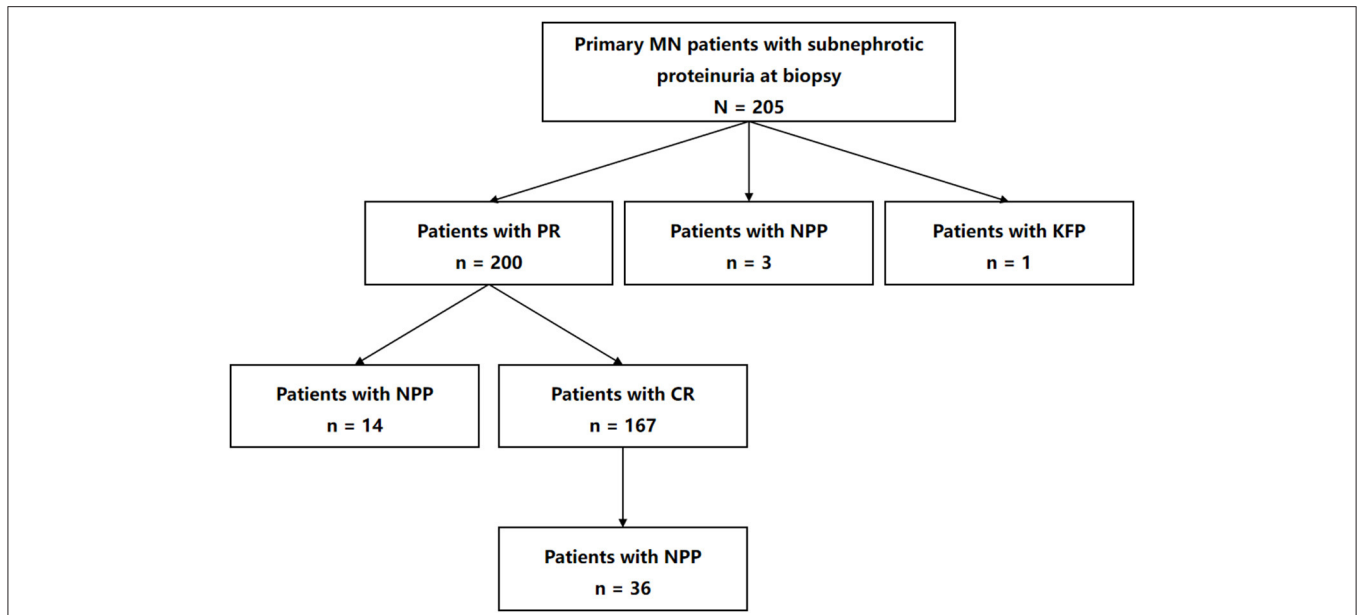 Primary MN patients with subnephrotic
proteinuria at biopsy
N = 205
Patients with PR
n = 200
Patients with NPP
n = 3
Patients with KFP
n = 1
Patients with NPP
n = 14
Patients with CR
n = 167
Patients with NPP
n = 36